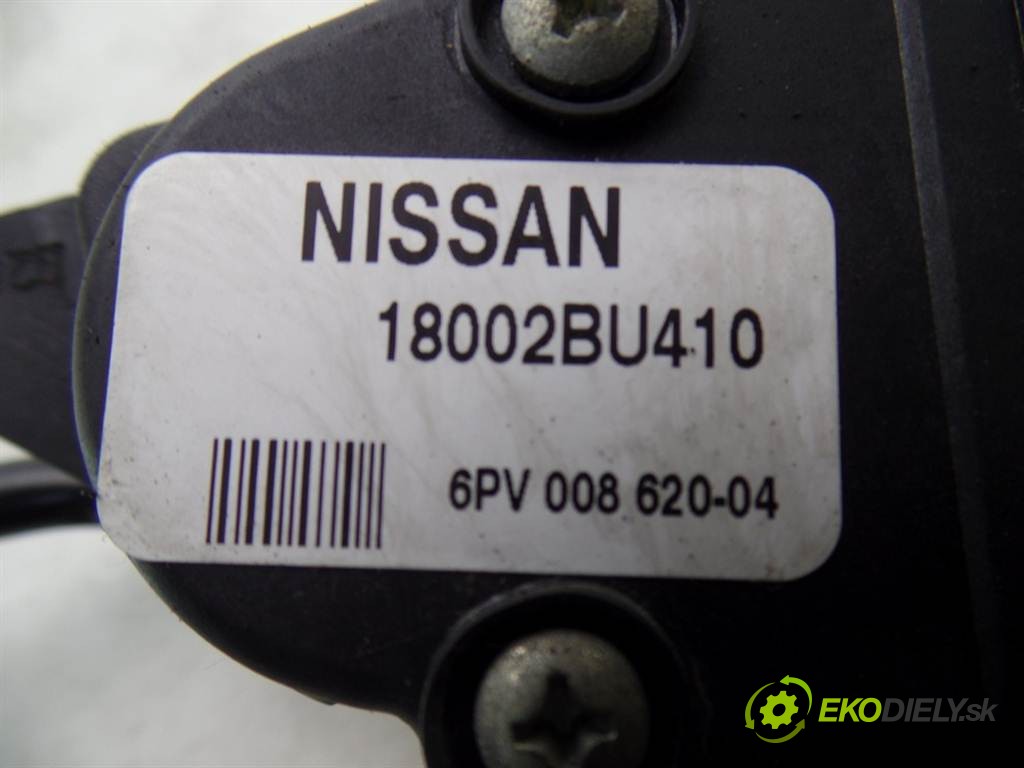 NISSAN
18002BU410
6PV 008 620-04
EKODIELY.sk